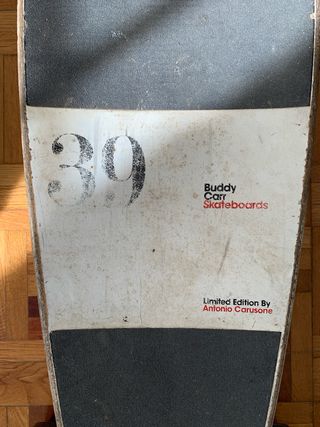 39
Buddy
Carr
Skateboards
Limited Edition By
Antonio Carusone